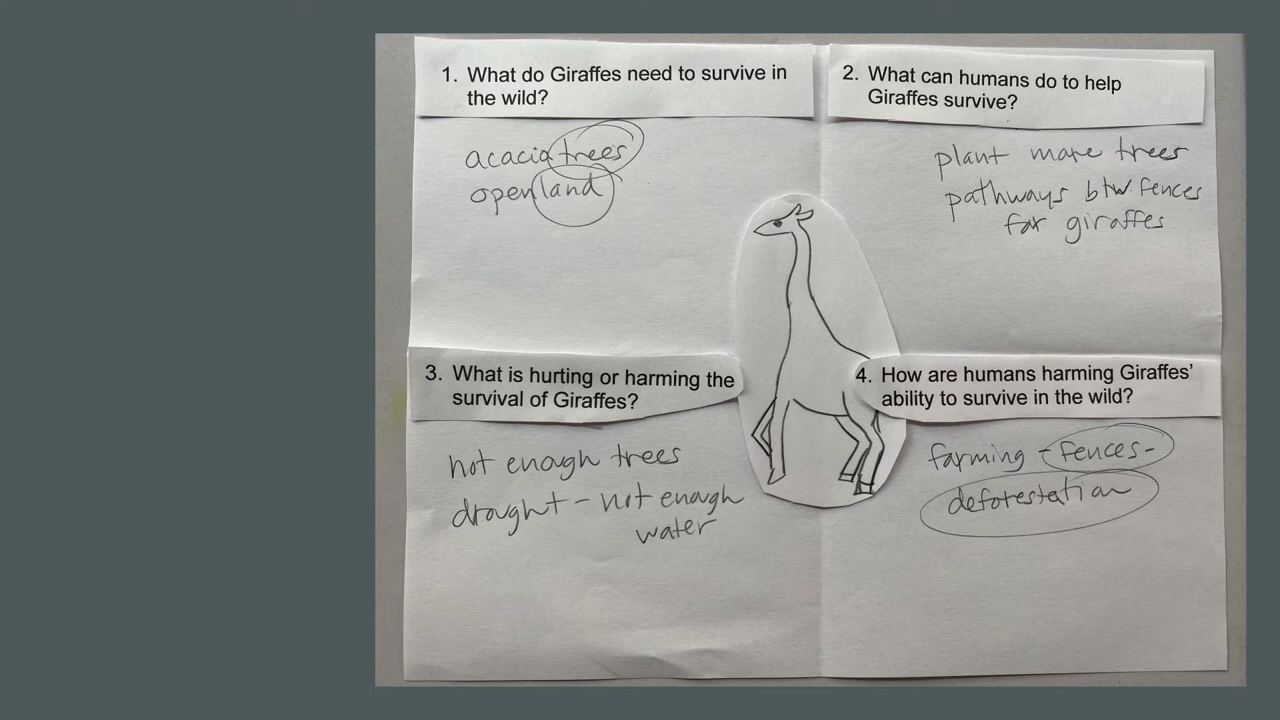 1. What do Giraffes need to survive in
the wild?
acacia trees
open land
2. What can humans do to help
Giraffes survive?
plant more trees
pathways btw. fences
for giraffes
3. What is hurting or harming the
survival of Giraffes?
not enough trees
drought - not enough
water
4. How are humans harming Giraffes'
ability to survive in the wild?
farming - fences -
deforestation